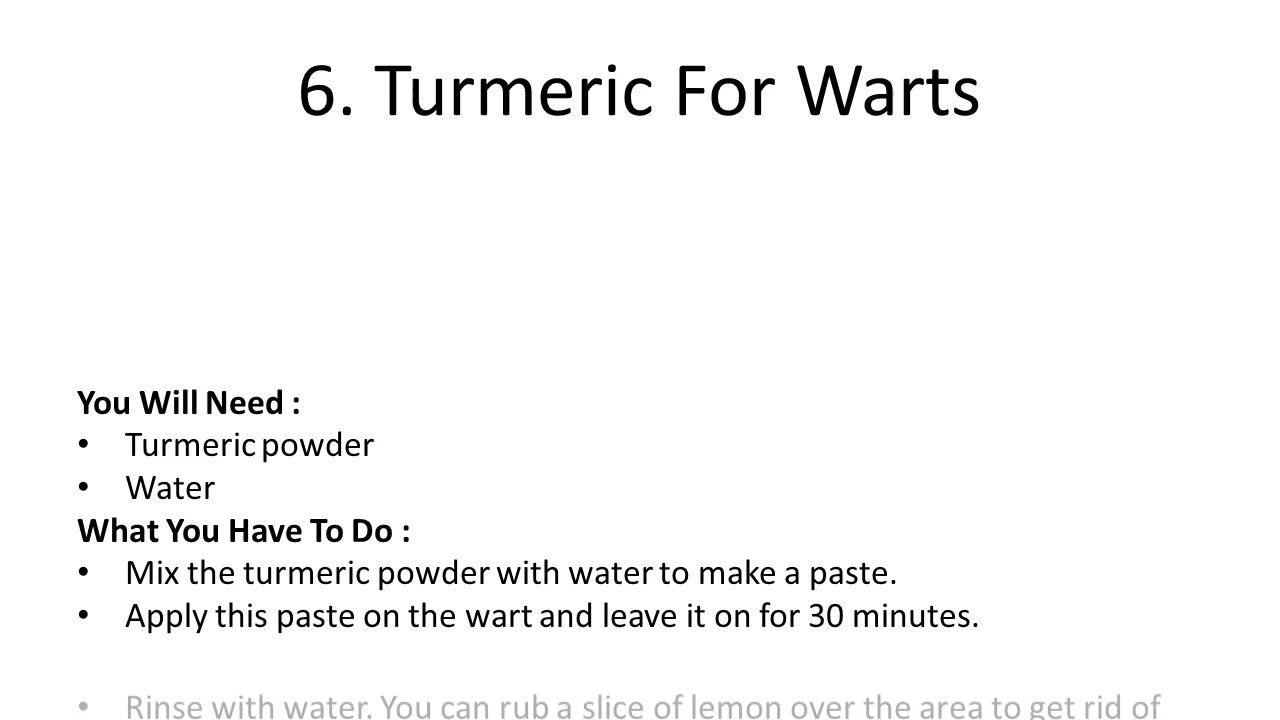 6. Turmeric For Warts
You Will Need :
• Turmeric powder
• Water
What You Have To Do :
• Mix the turmeric powder with water to make a paste.
• Apply this paste on the wart and leave it on for 30 minutes.
• Rinse with water. You can rub a slice of lemon over the area to get rid of